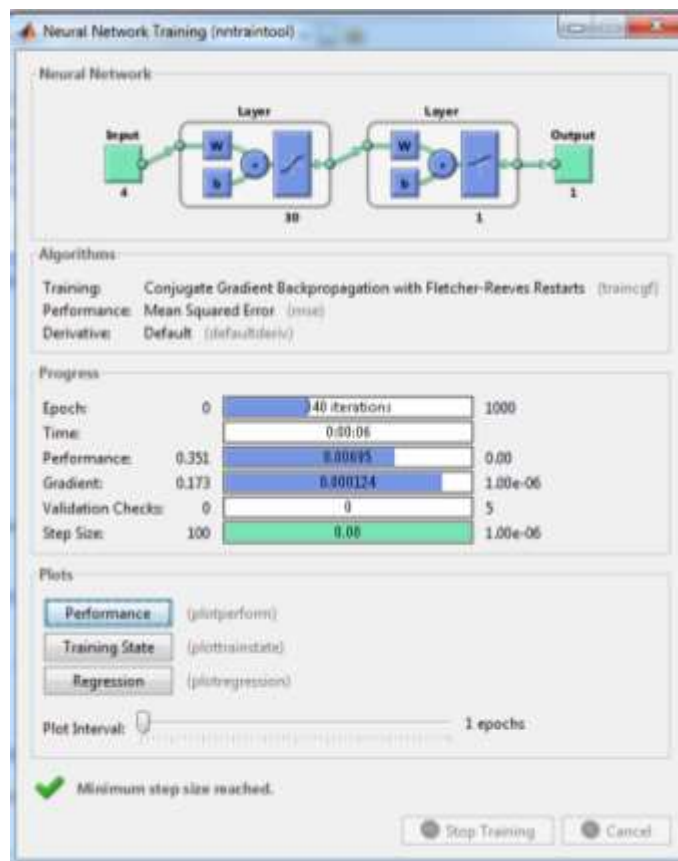 Neural Network Training (nntraintool)
Neural Network
Layer Layer
Input Output
W W
b b
4 30 1 1
Algorithms
Training: Conjugate Gradient Backpropagation with Fletcher-Reeves Restarts (traincgf)
Performance: Mean Squared Error (mse)
Derivative: Default (defaultderiv)
Progress
Epoch: 0 340 iterations 1000
Time: 0:00:06
Performance: 0.351 0.00695 0.00
Gradient: 0.173 0.000124 1.00e-06
Validation Checks: 0 0 5
Step Size: 100 0.00 1.00e-06
Plots
Performance (plotperform)
Training State (plottrainstate)
Regression (plotregression)
Plot Interval: 1 epochs
Minimum step size reached.
Stop Training Cancel